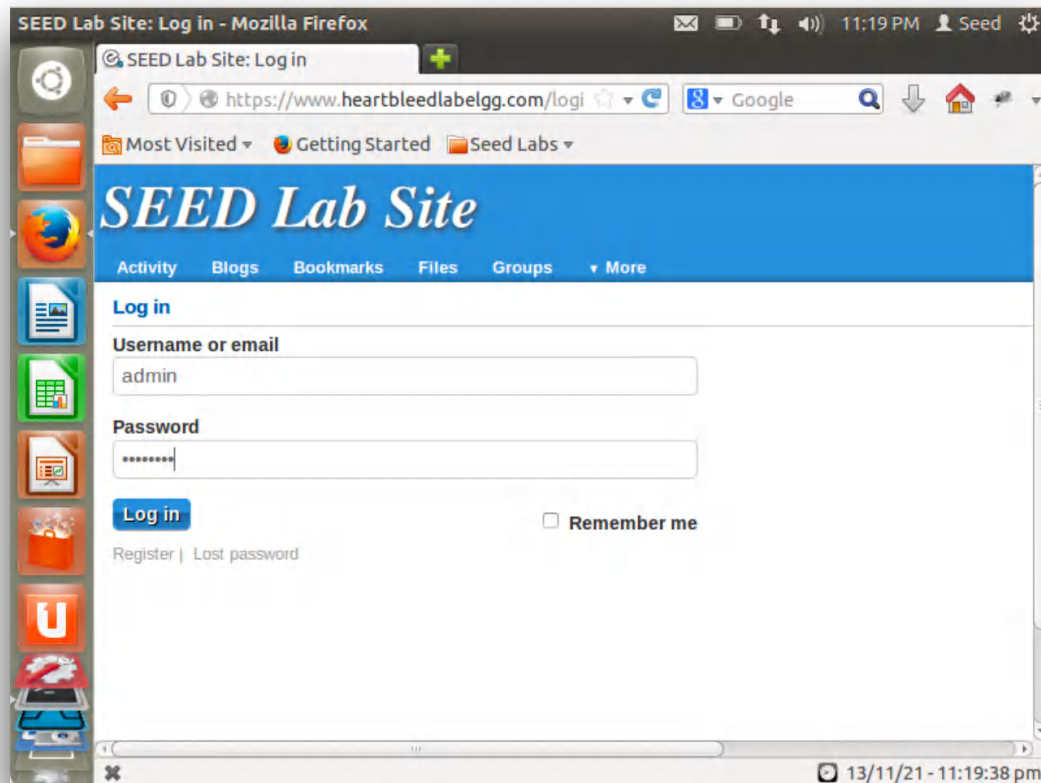 SEED Lab Site: Log in - Mozilla Firefox 11:19 PM Seed
SEED Lab Site: Log in
https://www.heartbleedlabelgg.com/logi 8 Google
Most Visited Getting Started Seed Labs
SEED Lab Site
Activity Blogs Bookmarks Files Groups More
Log in
Username or email
admin
Password
••••••••
Log in Remember me
Register | Lost password
13/11/21 - 11:19:38 pm